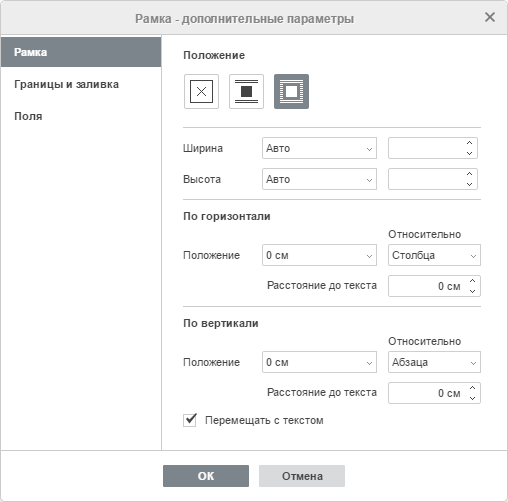 Рамка - дополнительные параметры
Рамка
Границы и заливка
Поля
Положение
Ширина Авто
Высота Авто
По горизонтали
Относительно
Положение 0 см Столбца
Расстояние до текста 0 см
По вертикали
Относительно
Положение 0 см Абзаца
Расстояние до текста 0 см
Перемещать с текстом
ОК Отмена